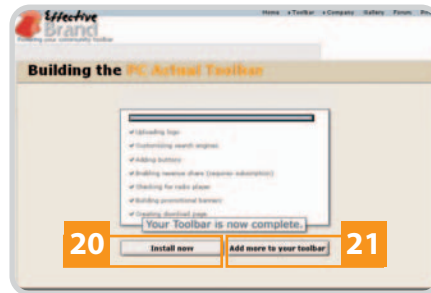 Effective
Brand
Home Toolbar Company Gallery Forum
Building the PC Actual Toolbar
Uploading logo
Customizing search engines
Adding buttons
Enabling revenue share (requires subscription)
Checking for radio player
Building promotional banners
Creating download page
Your Toolbar is now complete.
20 Install now Add more to your toolbar 21